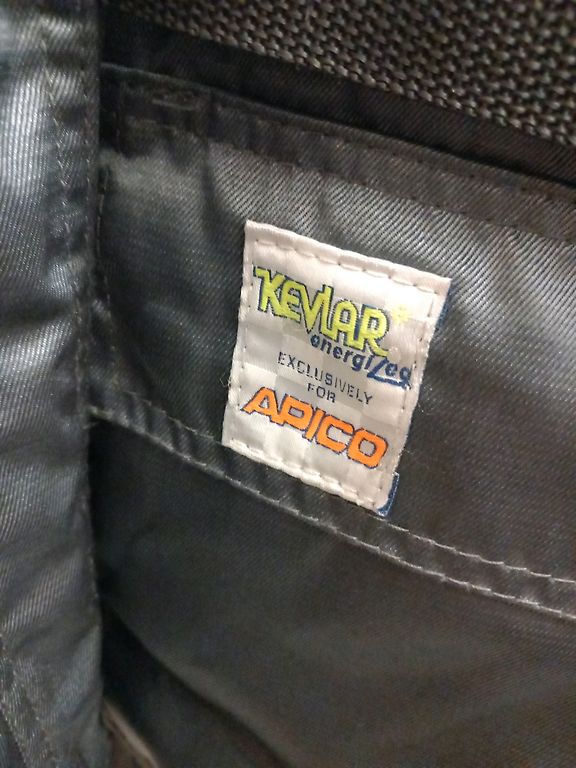 KEVLAR*
energized
EXCLUSIVELY
FOR
APICO